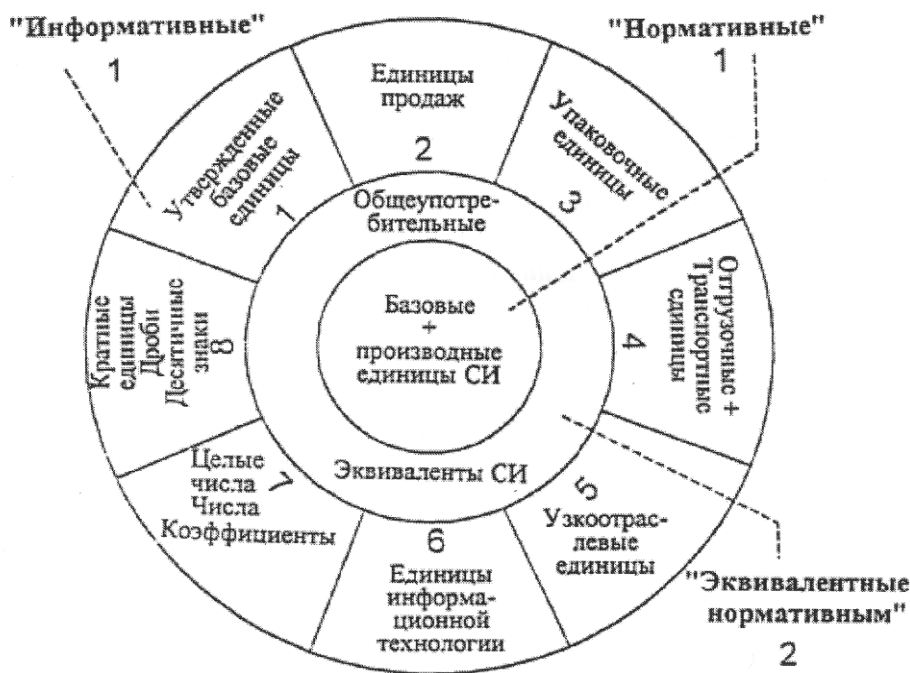 "Информативные"
1
"Нормативные"
1
Единицы
продаж
2
Утвержденные
базовые
единицы
1
Упаковочные
единицы
3
Общеупотре-
бительные
Базовые
+
производные
единицы СИ
Отгрузочные +
Транспортные
единицы
4
Кратные
единицы
Дроби
Десятичные
знаки
8
Эквиваленты СИ
Целые
числа
Числа
Коэффициенты
7
5
Узкоотрас-
левые
единицы
6
Единицы
информа-
ционной
технологии
"Эквивалентные
нормативным"
2